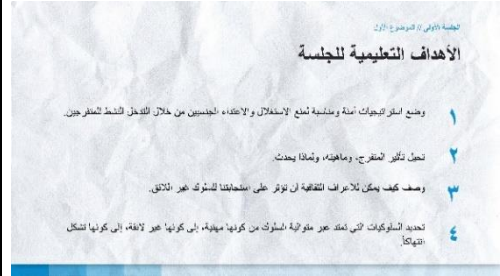 الجلسة الأولى // الموضوع الأول
الأهداف التعليمية للجلسة
١ وضع استراتيجيات آمنة ومناسبة لمنع الاستغلال والاعتداء الجنسيين من خلال التدخل النشط للمتفرجين.
٢ تحيل تأثير المتفرج، وماهيته، ولماذا يحدث.
٣ وصف كيف يمكن للأعراف الثقافية أن تؤثر على استجابتنا للسلوك غير اللائق.
٤ تحديد السلوكيات التي تمتد عبر متوالية السلوك من كونها مهنية، إلى كونها غير لائقة، إلى كونها تشكل
انتهاكاً.